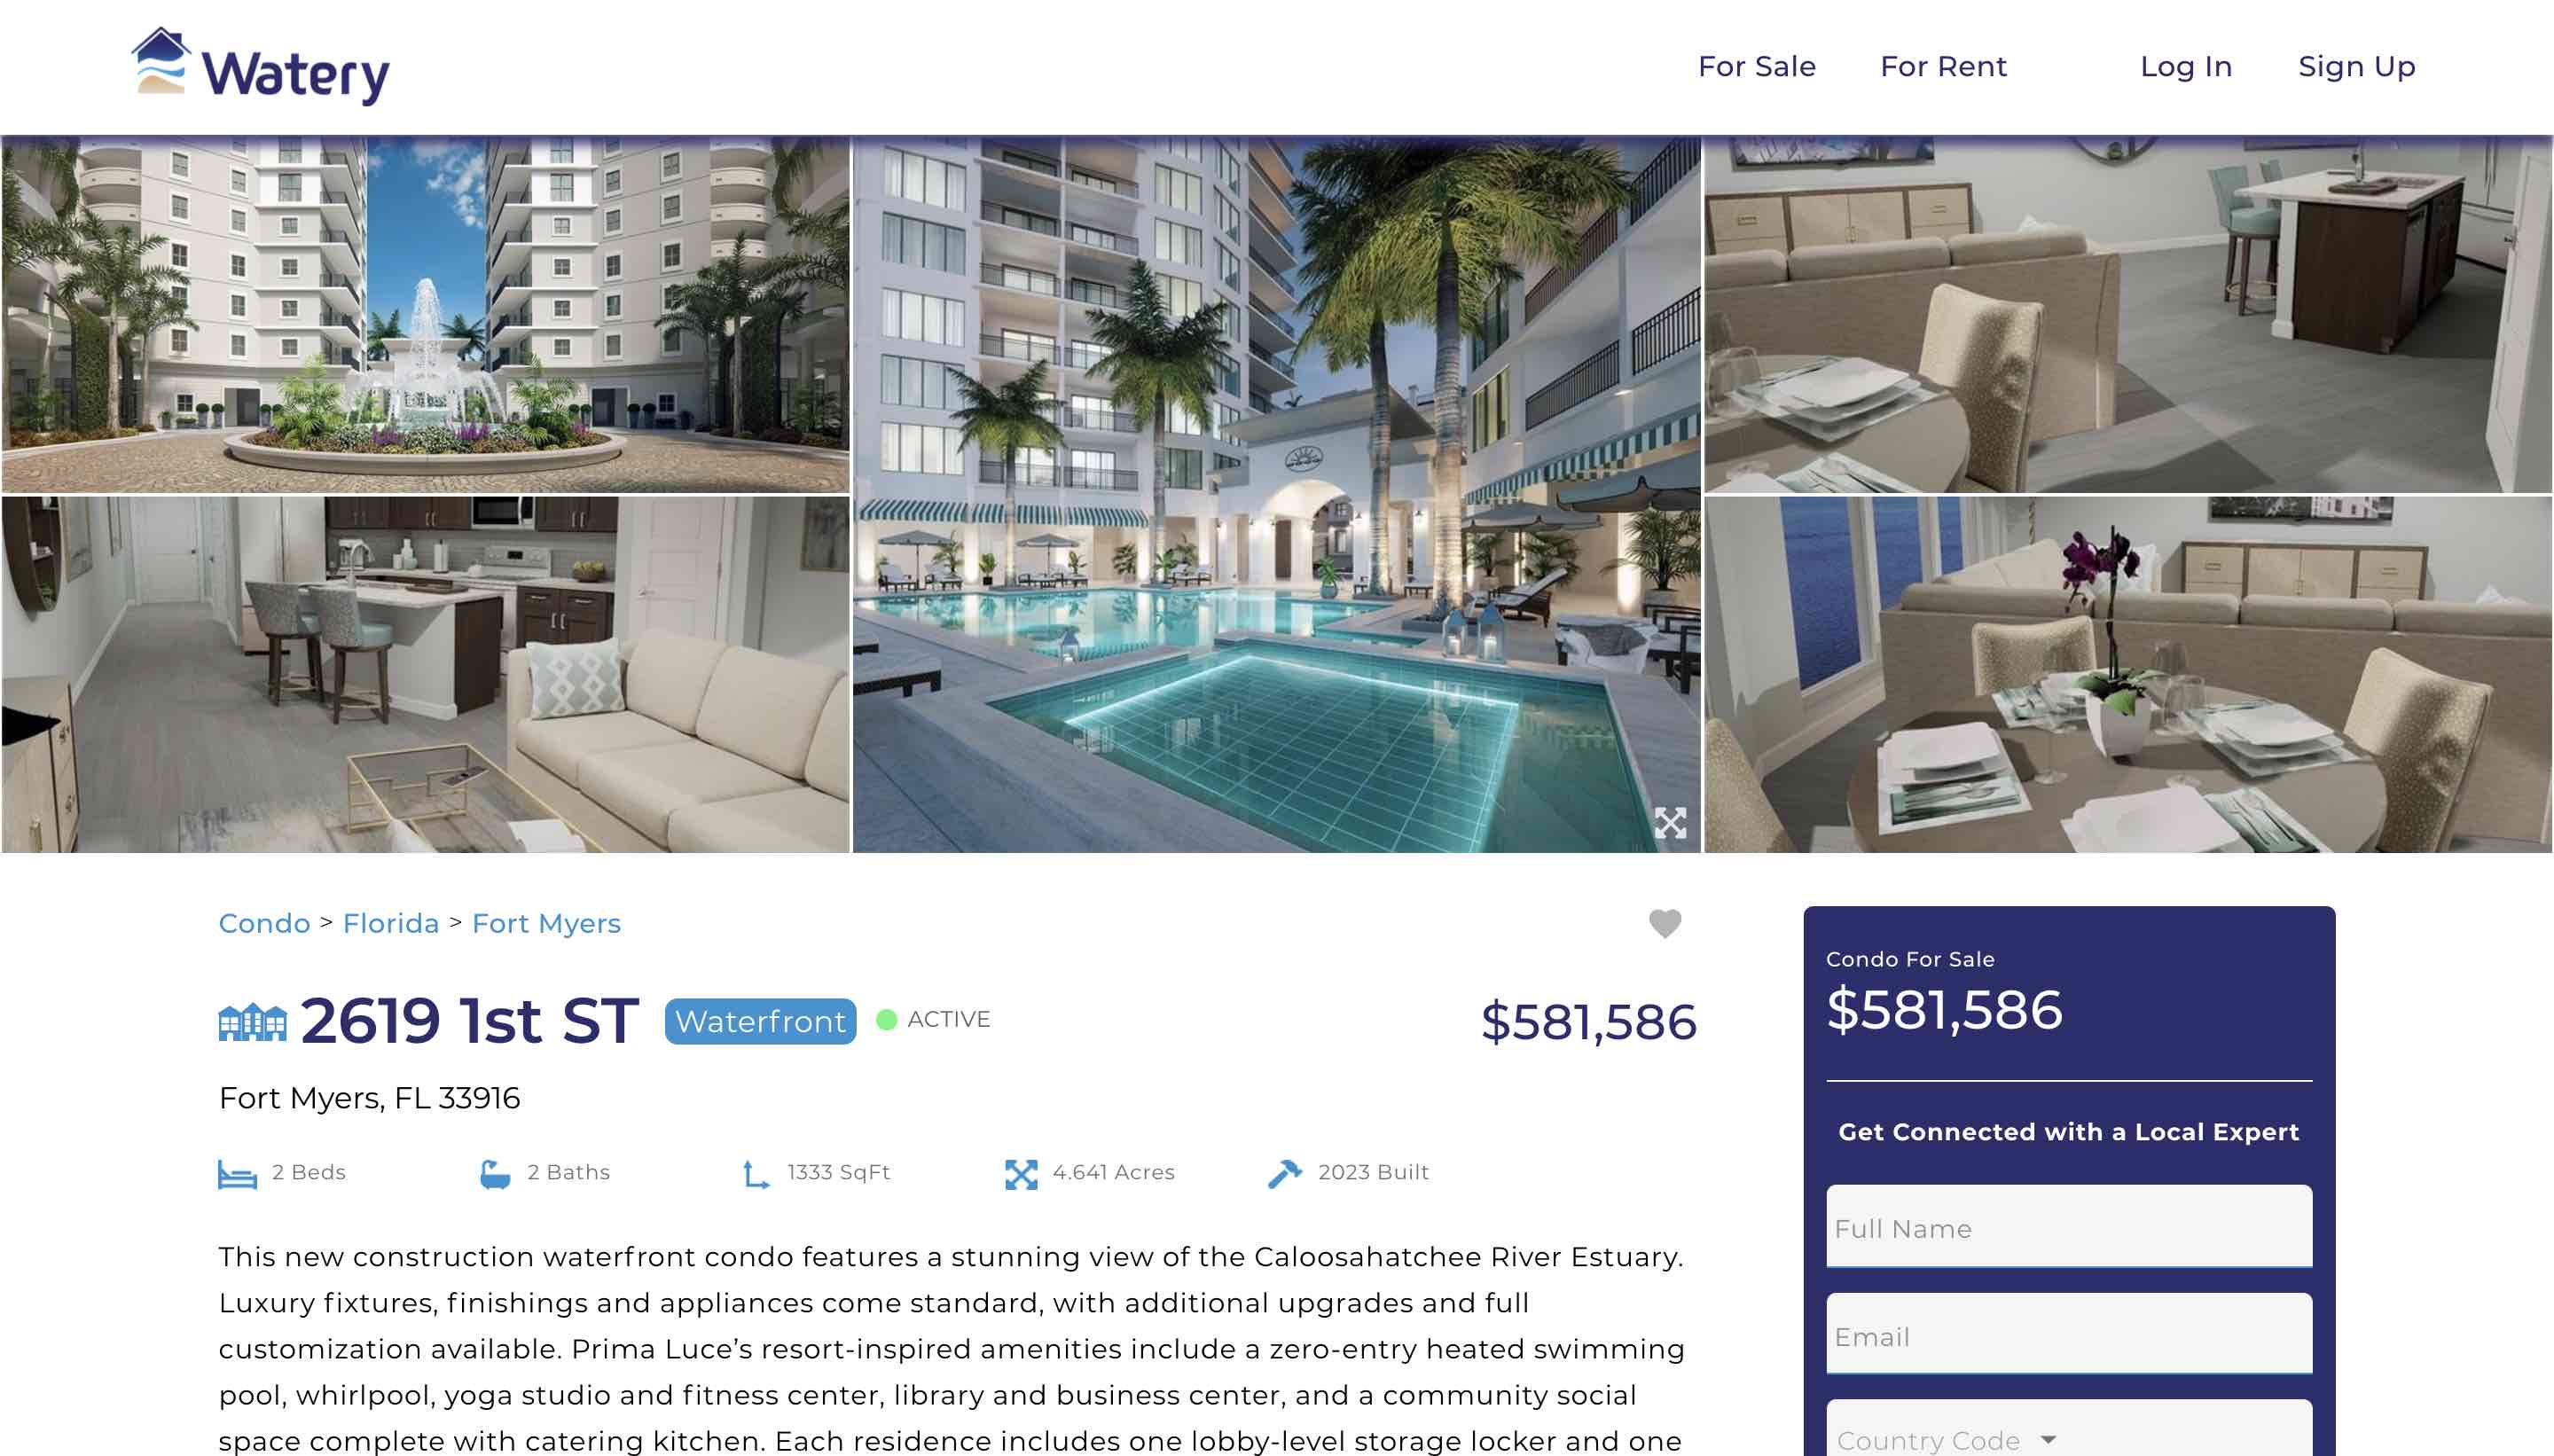 Watery
For Sale
For Rent
Log In
Sign Up
Condo > Florida > Fort Myers
2619 1st ST
Waterfront
ACTIVE
$581,586
Fort Myers, FL 33916
2 Beds
2 Baths
1333 SqFt
4.641 Acres
2023 Built
This new construction waterfront condo features a stunning view of the Caloosahatchee River Estuary.
Luxury fixtures, finishings and appliances come standard, with additional upgrades and full
customization available. Prima Luce’s resort-inspired amenities include a zero-entry heated swimming
pool, whirlpool, yoga studio and fitness center, library and business center, and a community social
space complete with catering kitchen. Each residence includes one lobby-level storage locker and one
Condo For Sale
$581,586
Get Connected with a Local Expert
Full Name
Email
Country Code